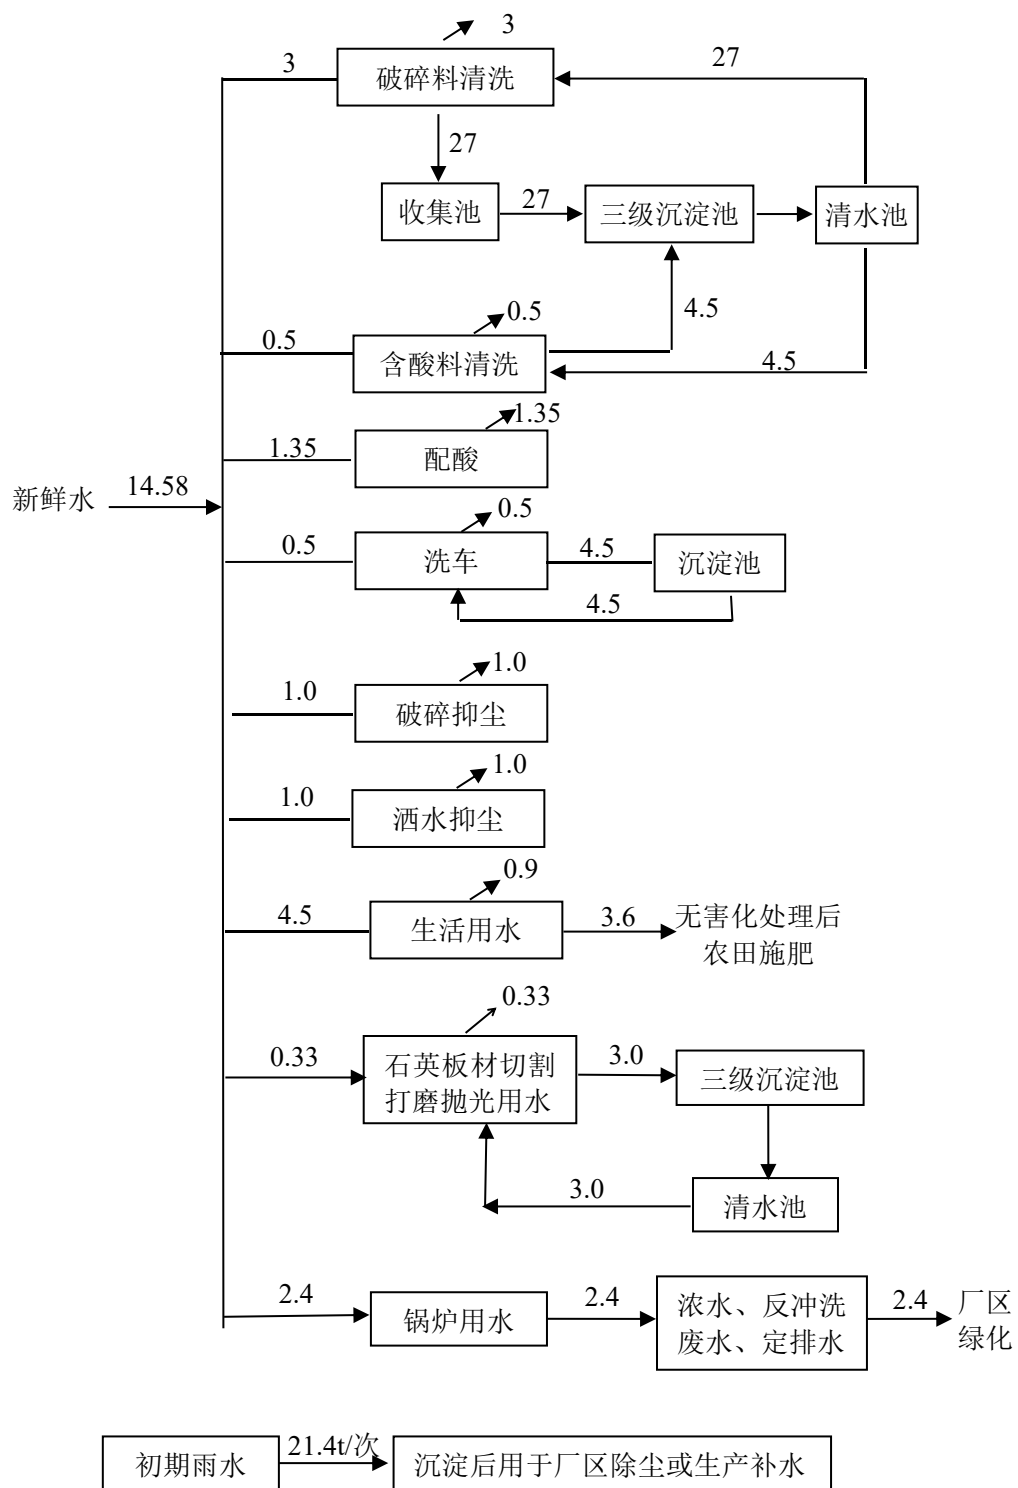 3
3
破碎料清洗
27
27
收集池
27
三级沉淀池
清水池
0.5
4.5
0.5
含酸料清洗
4.5
1.35
1.35
配酸
新鲜水
14.58
0.5
0.5
洗车
4.5
沉淀池
4.5
1.0
1.0
破碎抑尘
1.0
1.0
洒水抑尘
0.9
4.5
生活用水
3.6
无害化处理后
农田施肥
0.33
0.33
石英板材切割
打磨抛光用水
3.0
三级沉淀池
3.0
清水池
2.4
锅炉用水
2.4
浓水、反冲洗
废水、定排水
2.4
厂区
绿化
初期雨水
21.4t/次
沉淀后用于厂区除尘或生产补水